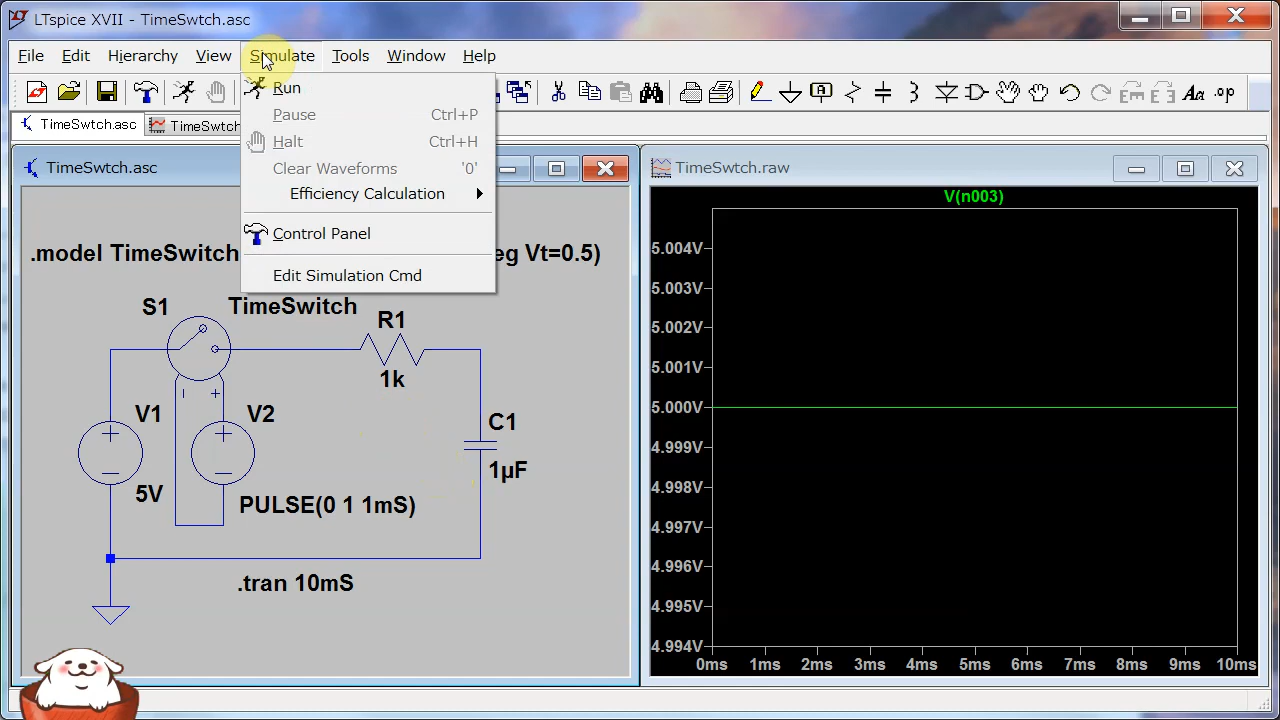 LTspice XVII - TimeSwtch.asc
File Edit Hierarchy View Simulate Tools Window Help
.op
TimeSwtch.asc TimeSwtch
Run
Pause Ctrl+P
Halt Ctrl+H
Clear Waveforms '0'
Efficiency Calculation
Control Panel
Edit Simulation Cmd
TimeSwtch.asc
.model TimeSwitch eg Vt=0.5)
S1 TimeSwitch
R1
1k
V1 V2
C1
1µF
5V
PULSE(0 1 1mS)
.tran 10mS
TimeSwtch.raw
V(n003)
5.004V
5.003V
5.002V
5.001V
5.000V
4.999V
4.998V
4.997V
4.996V
4.995V
4.994V
0ms 1ms 2ms 3ms 4ms 5ms 6ms 7ms 8ms 9ms 10ms